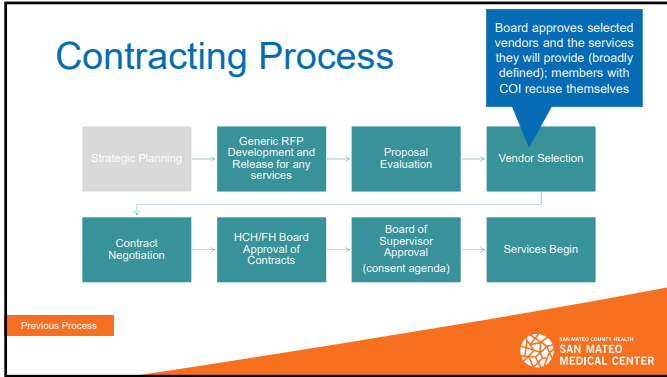 Contracting Process
Board approves selected
vendors and the services
they will provide (broadly
defined); members with
COI recuse themselves
Strategic Planning
Generic RFP
Development and
Release for any
services
Proposal
Evaluation
Vendor Selection
Contract
Negotiation
HCH/FH Board
Approval of
Contracts
Board of
Supervisor
Approval
(consent agenda)
Services Begin
Previous Process
SAN MATEO COUNTY HEALTH
SAN MATEO
MEDICAL CENTER